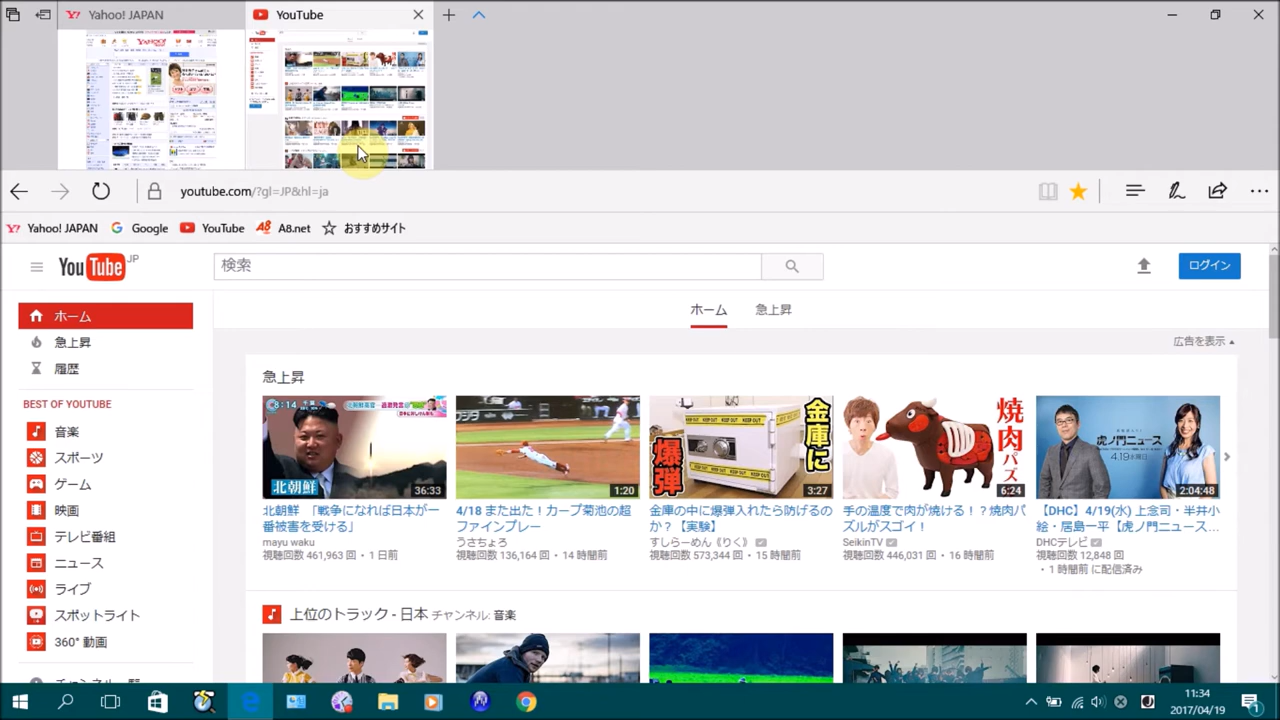 Yahoo! JAPAN
YouTube
youtube.com/?gl=JP&hl=ja
Yahoo! JAPAN
Google
YouTube
A8.net
おすすめサイト
YouTube JP
検索
ログイン
ホーム
急上昇
広告を表示
ホーム
急上昇
履歴
BEST OF YOUTUBE
音楽
スポーツ
ゲーム
映画
テレビ番組
ニュース
ライブ
スポットライト
360° 動画
急上昇
8:14
北朝鮮
36:33
北朝鮮 「戦争になれば日本が一
番被害を受ける」
mayu waku
視聴回数 461,963 回 • 1 日前
1:20
4/18 また出た！カープ菊池の超
ファインプレー
うさちょろ
視聴回数 136,164 回 • 14 時間前
金庫に
爆弾
3:27
金庫の中に爆弾入れたら防げるの
か？【実験】
すしらーめん《りく》
視聴回数 573,344 回 • 15 時間前
焼肉パズル
6:24
手の温度で肉が焼ける！？焼肉パ
ズルがスゴイ！
SeikinTV
視聴回数 446,031 回 • 16 時間前
虎ノ門ニュース
2:04:48
【DHC】4/19(水) 上念司・半井小
絵・居島一平【虎ノ門ニュース...
DHCテレビ
視聴回数 12,848 回
• 1 時間前 に配信済み
上位のトラック - 日本 チャンネル: 音楽
11:34
2017/04/19